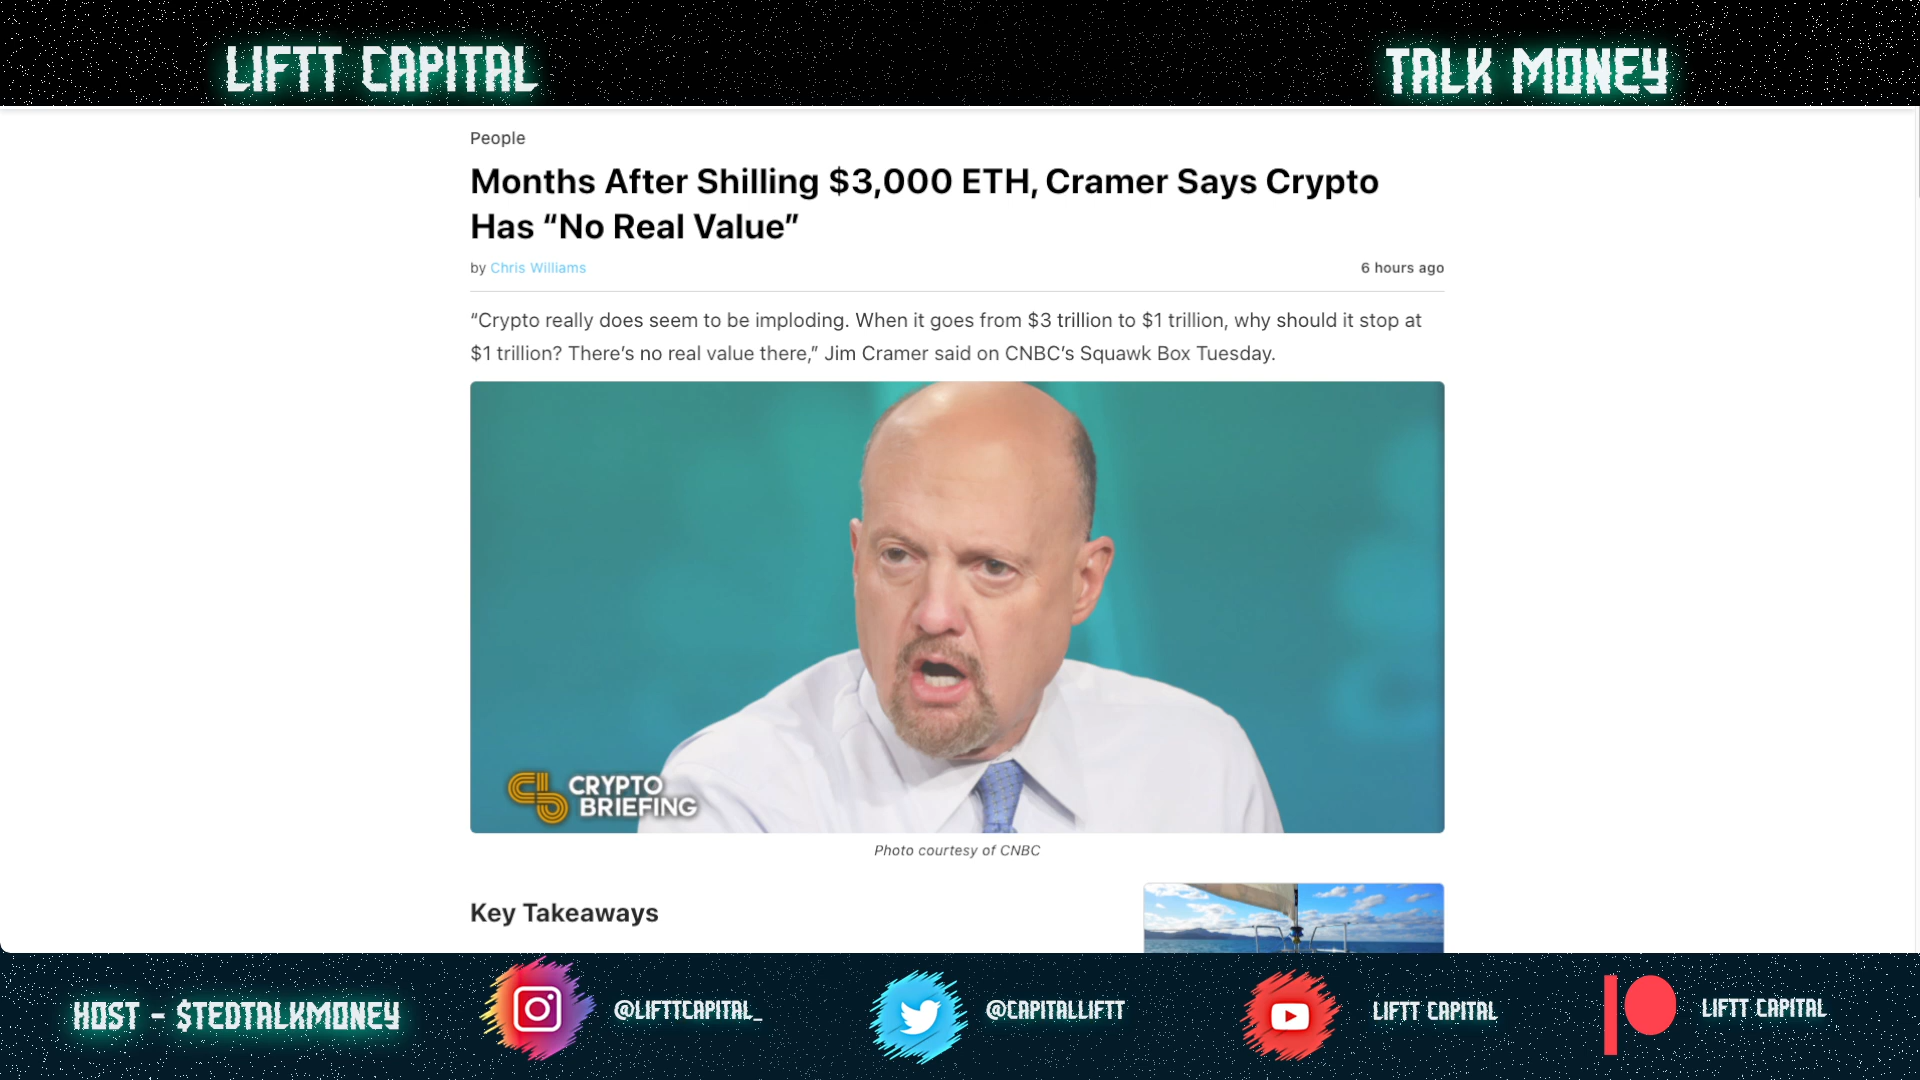 LIFTT CAPITAL
TALK MONEY
People
Months After Shilling $3,000 ETH, Cramer Says Crypto
Has “No Real Value”
by Chris Williams
6 hours ago
“Crypto really does seem to be imploding. When it goes from $3 trillion to $1 trillion, why should it stop at
$1 trillion? There’s no real value there,” Jim Cramer said on CNBC’s Squawk Box Tuesday.
CRYPTO
BRIEFING
Photo courtesy of CNBC
Key Takeaways
HOST - $TEDTALKMONEY
@LIFTTCAPITAL_
@CAPITALLIFTT
LIFTT CAPITAL
LIFTT CAPITAL